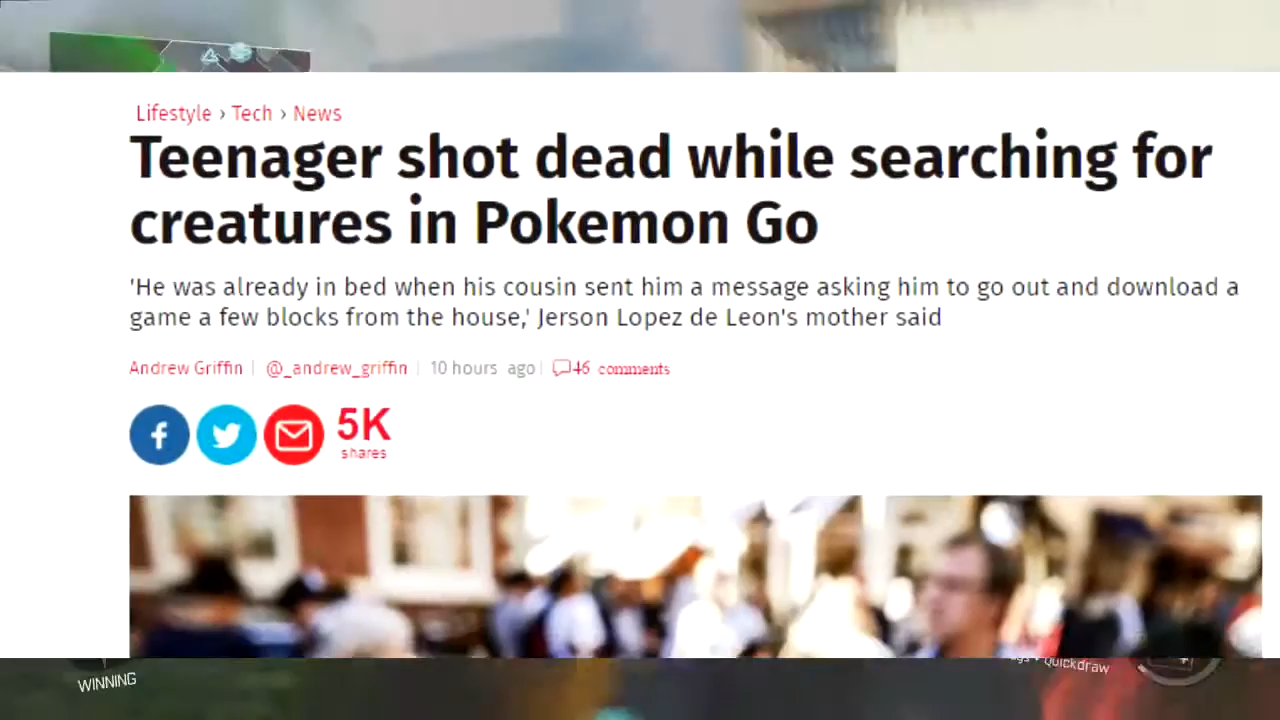 Lifestyle › Tech › News
Teenager shot dead while searching for
creatures in Pokemon Go
'He was already in bed when his cousin sent him a message asking him to go out and download a
game a few blocks from the house,' Jerson Lopez de Leon's mother said
Andrew Griffin | @_andrew_griffin | 10 hours ago | 46 comments
5K
shares
Quickdraw
WINNING